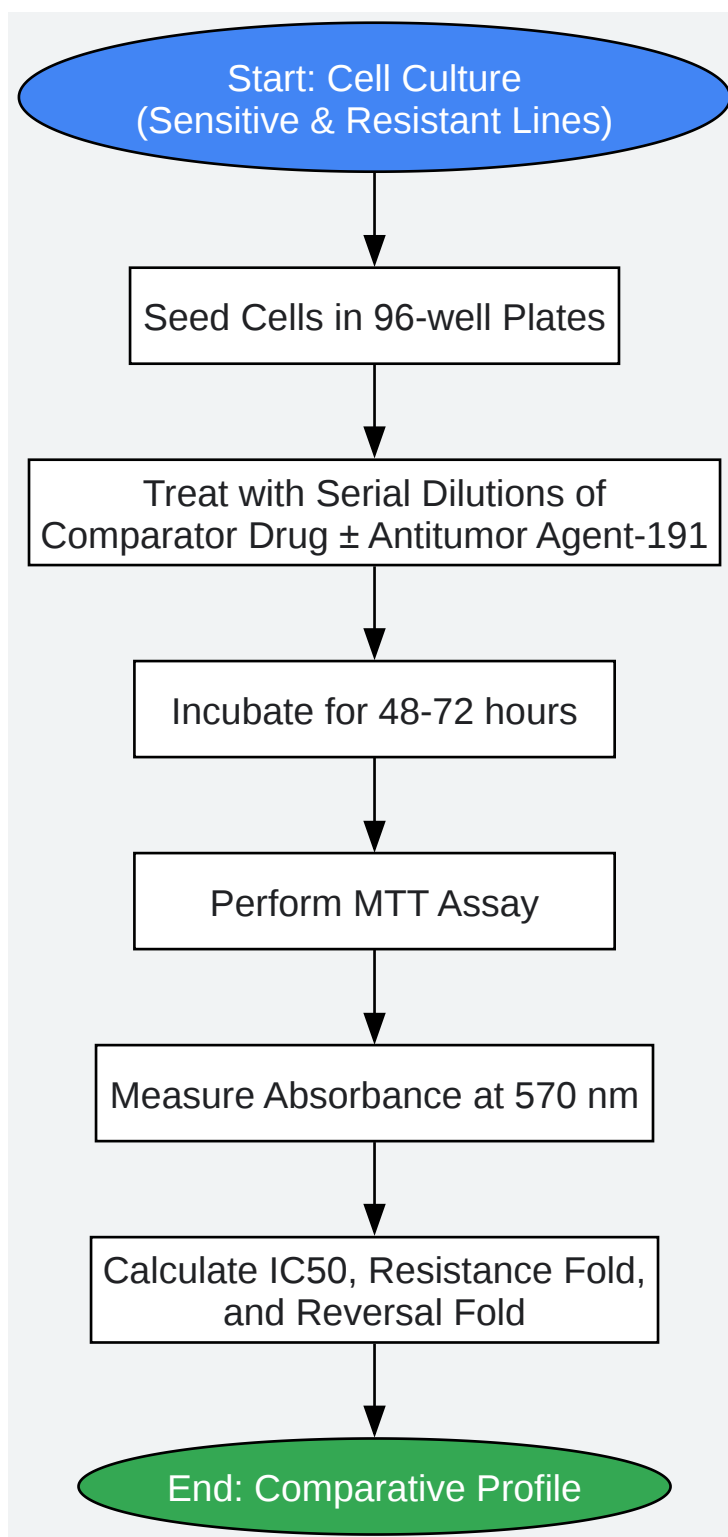 Start: Cell Culture
(Sensitive & Resistant Lines)
Seed Cells in 96-well Plates
Treat with Serial Dilutions of
Comparator Drug ± Antitumor Agent-191
Incubate for 48-72 hours
Perform MTT Assay
Measure Absorbance at 570 nm
Calculate IC50, Resistance Fold,
and Reversal Fold
End: Comparative Profile